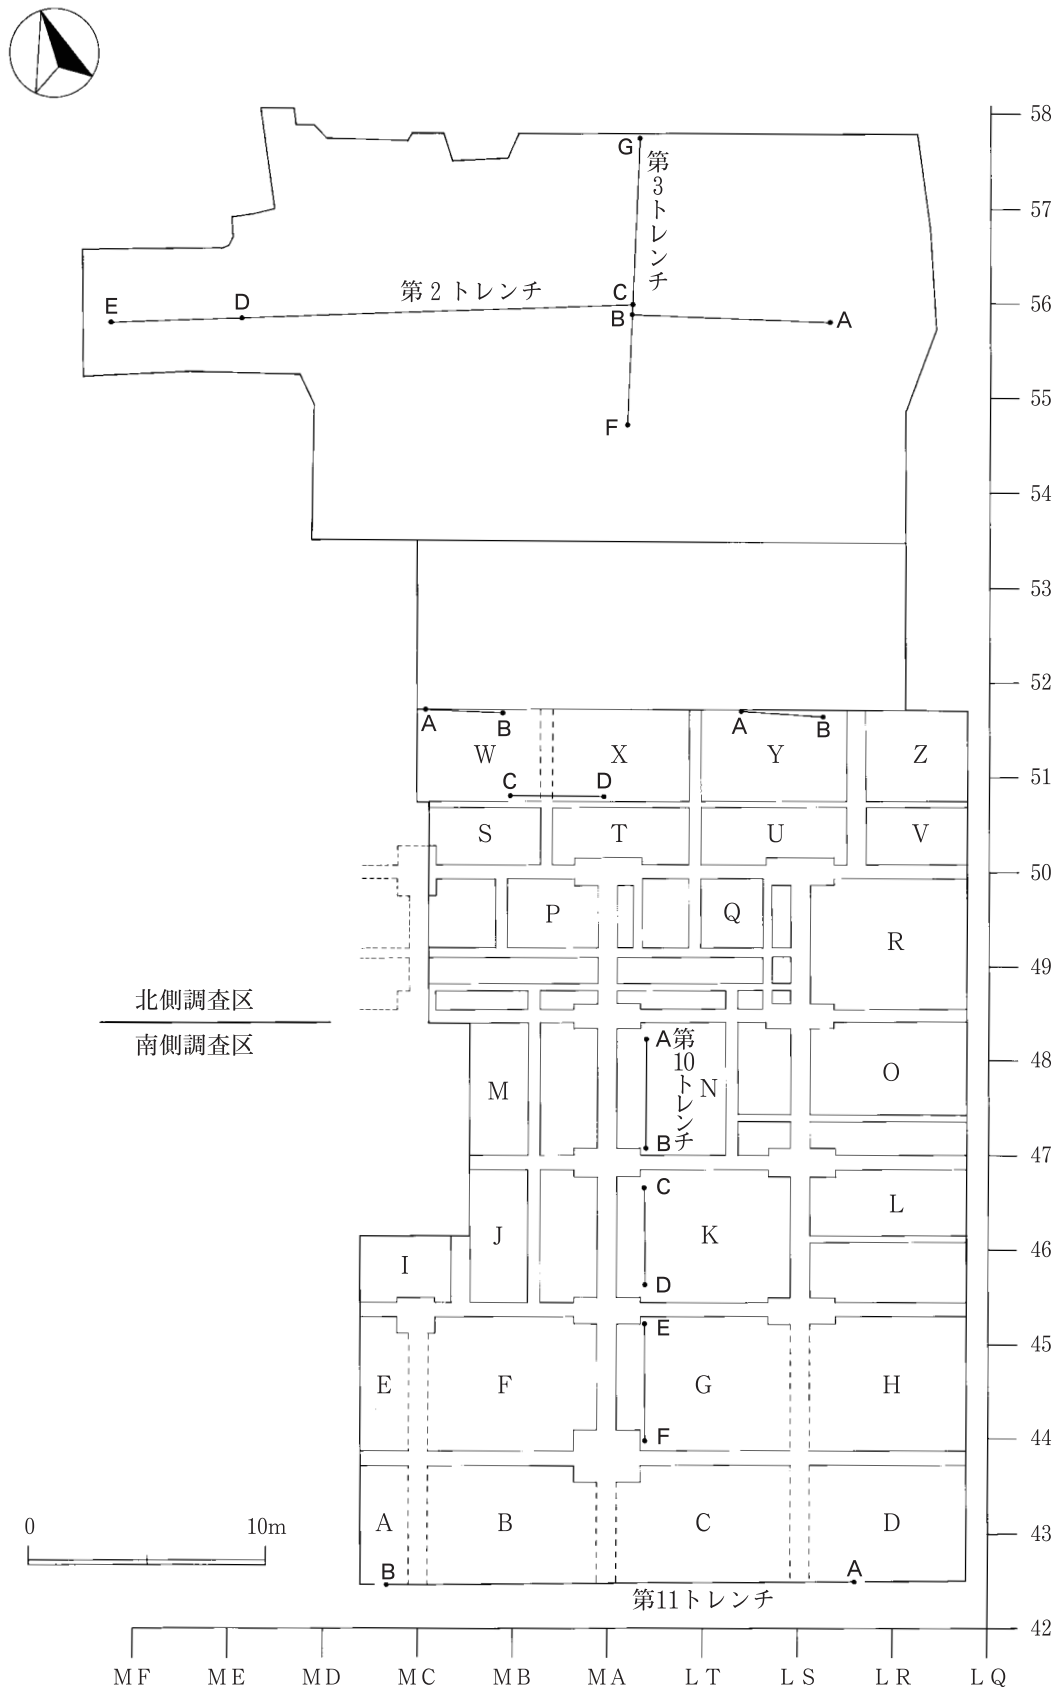 58
G
第3トレンチ
57
第2トレンチ
C
56
E
D
B
A
55
F
54
53
52
A
B
A
B
W
X
Y
Z
51
C
D
S
T
U
V
50
P
Q
R
49
北側調査区
南側調査区
A
第10トレンチ
48
M
N
O
B
47
C
L
J
K
46
I
D
E
45
E
F
G
H
F
44
0
10m
A
B
C
D
43
B
A
第11トレンチ
42
MF
ME
MD
MC
MB
MA
LT
LS
LR
LQ